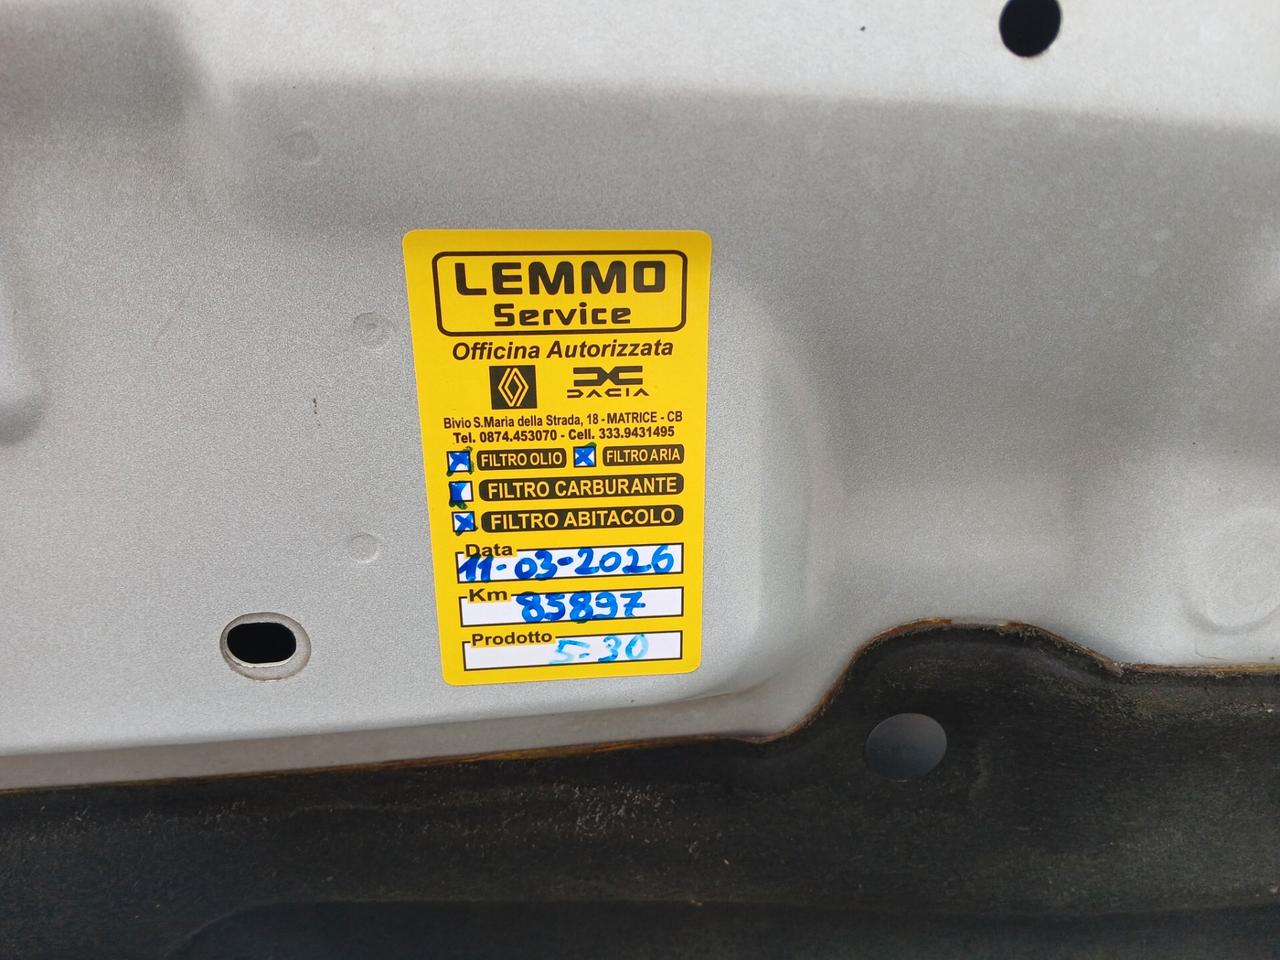 LEMMO
Service
Officina Autorizzata
DACIA
Bivio S.Maria della Strada, 18 - MATRICE - CB
Tel. 0874.453070 - Cell. 333.9431495
FILTRO OLIO FILTRO ARIA
FILTRO CARBURANTE
FILTRO ABITACOLO
Data
11-03-2026
Km
85897
Prodotto
5-30